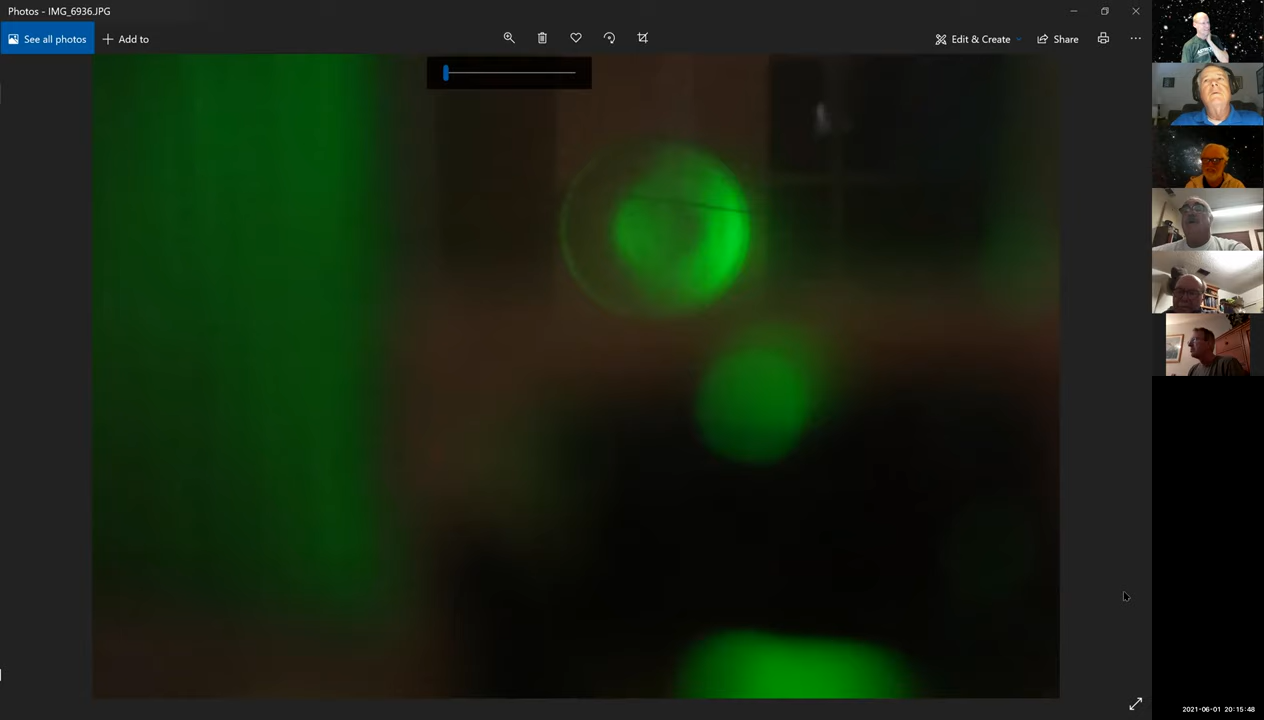 Photos - IMG_6936.JPG
See all photos
Add to
Edit & Create
Share
2021-06-01 20:15:48